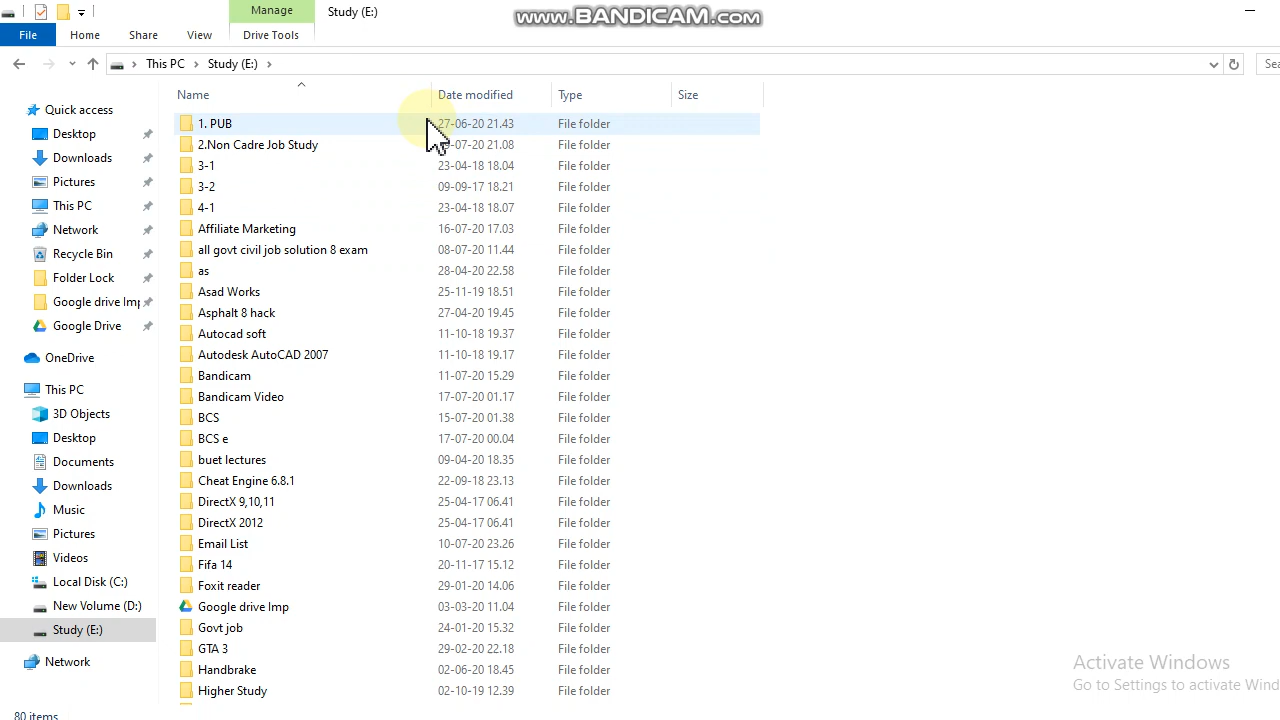 Manage
Study (E:)
www.BANDICAM.com
File
Home
Share
View
Drive Tools
This PC
Study (E:)
Name
Date modified
Type
Size
Quick access
Desktop
Downloads
Pictures
This PC
Network
Recycle Bin
Folder Lock
Google drive Imp
Google Drive
OneDrive
This PC
3D Objects
Desktop
Documents
Downloads
Music
Pictures
Videos
Local Disk (C:)
New Volume (D:)
Study (E:)
Network
1. PUB 27-06-20 21.43 File folder
2.Non Cadre Job Study -07-20 21.08 File folder
3-1 23-04-18 18.04 File folder
3-2 09-09-17 18.21 File folder
4-1 23-04-18 18.07 File folder
Affiliate Marketing 16-07-20 17.03 File folder
all govt civil job solution 8 exam 08-07-20 11.44 File folder
as 28-04-20 22.58 File folder
Asad Works 25-11-19 18.51 File folder
Asphalt 8 hack 27-04-20 19.45 File folder
Autocad soft 11-10-18 19.37 File folder
Autodesk AutoCAD 2007 11-10-18 19.17 File folder
Bandicam 11-07-20 15.29 File folder
Bandicam Video 17-07-20 01.17 File folder
BCS 15-07-20 01.38 File folder
BCS e 17-07-20 00.04 File folder
buet lectures 09-04-20 18.35 File folder
Cheat Engine 6.8.1 22-09-18 23.13 File folder
DirectX 9,10,11 25-04-17 06.41 File folder
DirectX 2012 25-04-17 06.41 File folder
Email List 10-07-20 23.26 File folder
Fifa 14 20-11-17 15.12 File folder
Foxit reader 29-01-20 14.06 File folder
Google drive Imp 03-03-20 11.04 File folder
Govt job 24-01-20 15.32 File folder
GTA 3 29-02-20 22.18 File folder
Handbrake 02-06-20 18.45 File folder
Higher Study 02-10-19 12.39 File folder
Activate Windows
Go to Settings to activate Wind
80 items